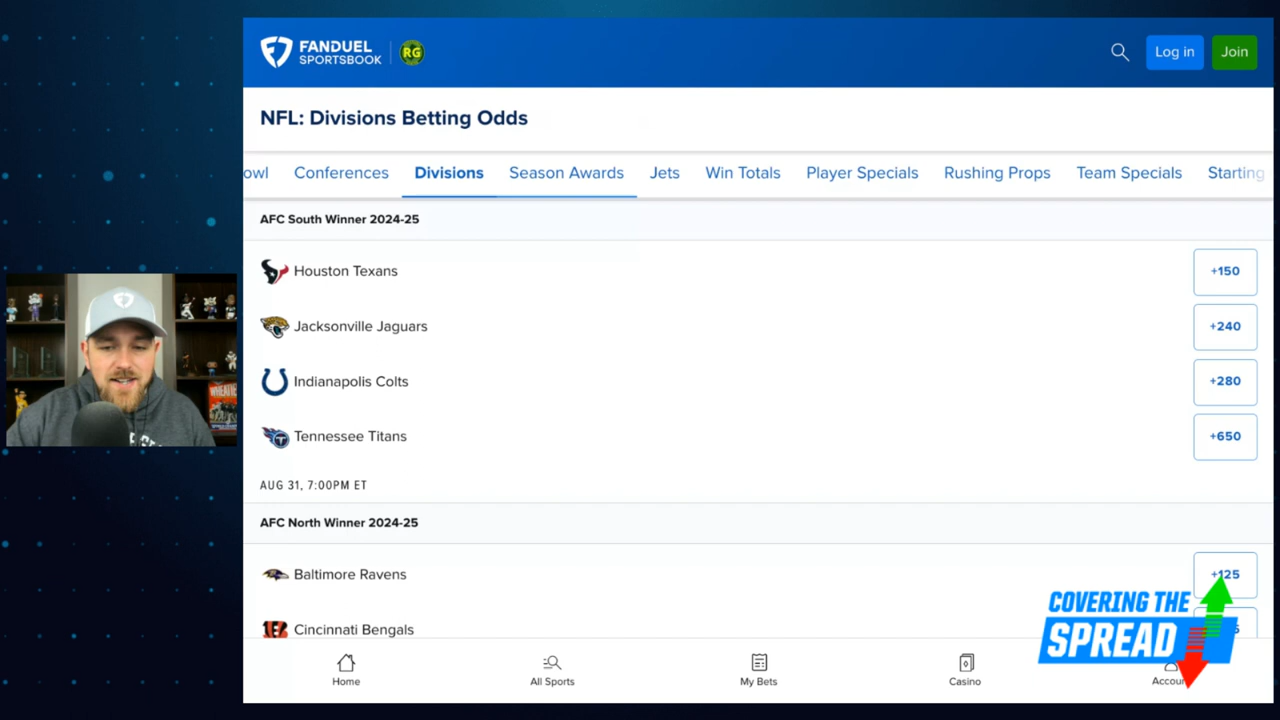 FANDUEL
SPORTSBOOK
RG
Log in
Join
NFL: Divisions Betting Odds
owl Conferences Divisions Season Awards Jets Win Totals Player Specials Rushing Props Team Specials Starting
AFC South Winner 2024-25
Houston Texans +150
Jacksonville Jaguars +240
Indianapolis Colts +280
Tennessee Titans +650
AUG 31, 7:00PM ET
AFC North Winner 2024-25
Baltimore Ravens +125
Cincinnati Bengals
COVERING THE
SPREAD
Home
All Sports
My Bets
Casino
Accou
WHEATIES